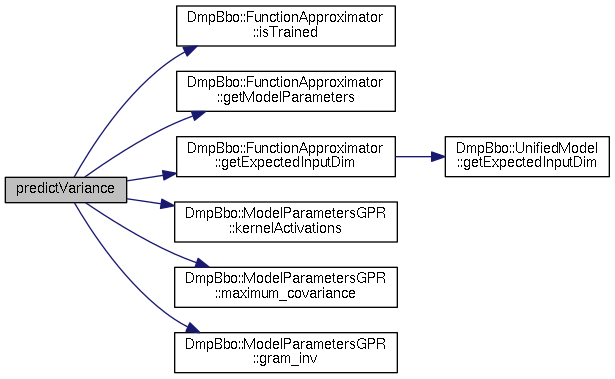 DmpBbo::FunctionApproximator
::isTrained
DmpBbo::FunctionApproximator
::getModelParameters
DmpBbo::FunctionApproximator
::getExpectedInputDim
DmpBbo::UnifiedModel
::getExpectedInputDim
predictVariance
DmpBbo::ModelParametersGPR
::kernelActivations
DmpBbo::ModelParametersGPR
::maximum_covariance
DmpBbo::ModelParametersGPR
::gram_inv